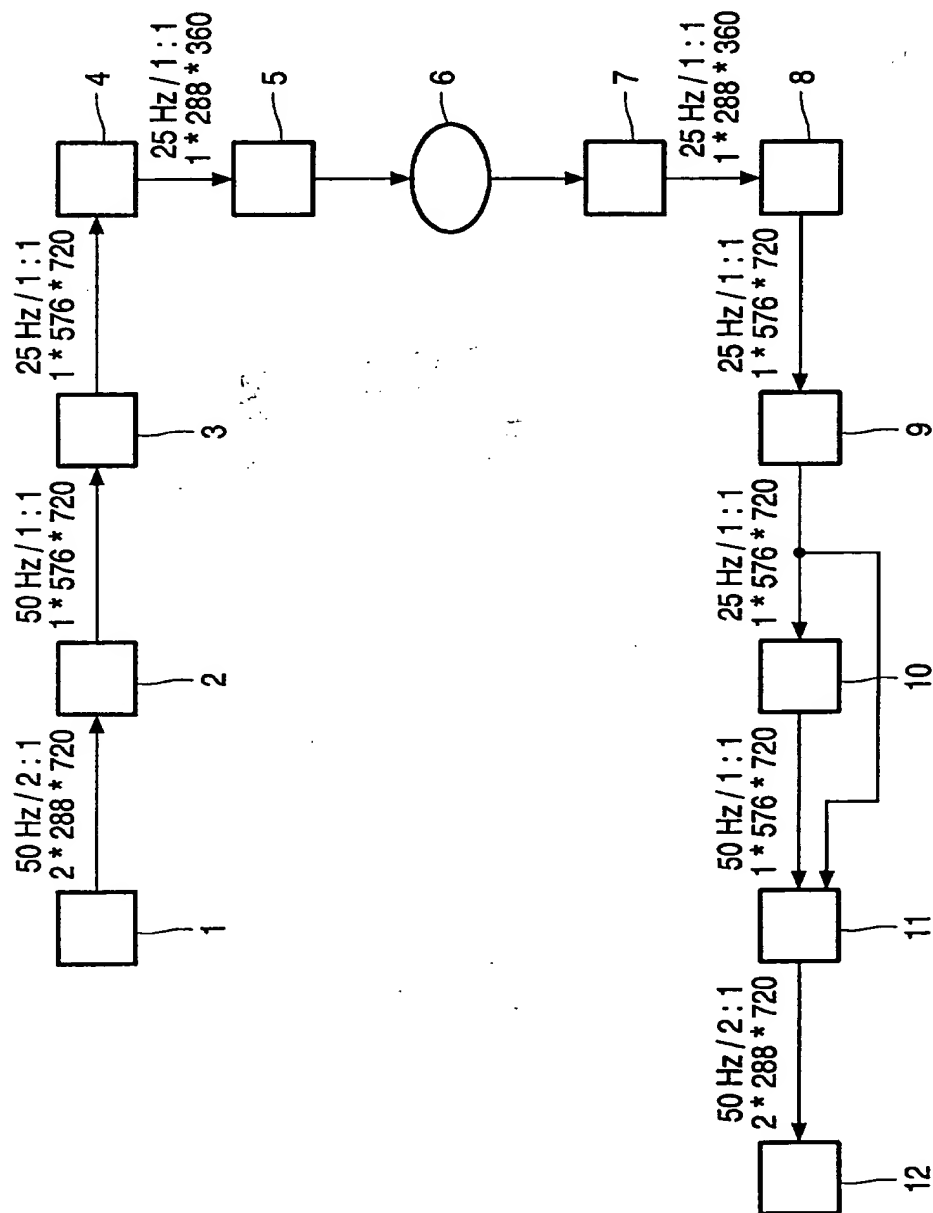 50 Hz / 2 : 1
2 * 288 * 720
50 Hz / 1 : 1
1 * 576 * 720
25 Hz / 1 : 1
1 * 576 * 720
25 Hz / 1 : 1
1 * 288 * 360
1
2
3
4
5
6
7
25 Hz / 1 : 1
1 * 288 * 360
8
25 Hz / 1 : 1
1 * 576 * 720
9
25 Hz / 1 : 1
1 * 576 * 720
10
50 Hz / 1 : 1
1 * 576 * 720
11
50 Hz / 2 : 1
2 * 288 * 720
12